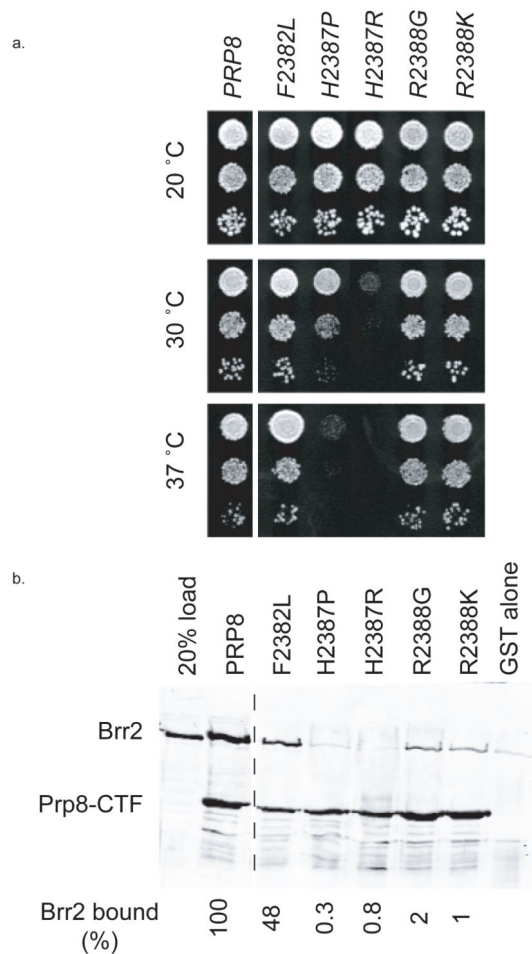 a.
PRP8
F2382L
H2387P
H2387R
R2388G
R2388K
20 °C
30 °C
37 °C
b.
20% load
PRP8
F2382L
H2387P
H2387R
R2388G
R2388K
GST alone
Brr2
Prp8-CTF
Brr2 bound
(%)
100
48
0.3
0.8
2
1